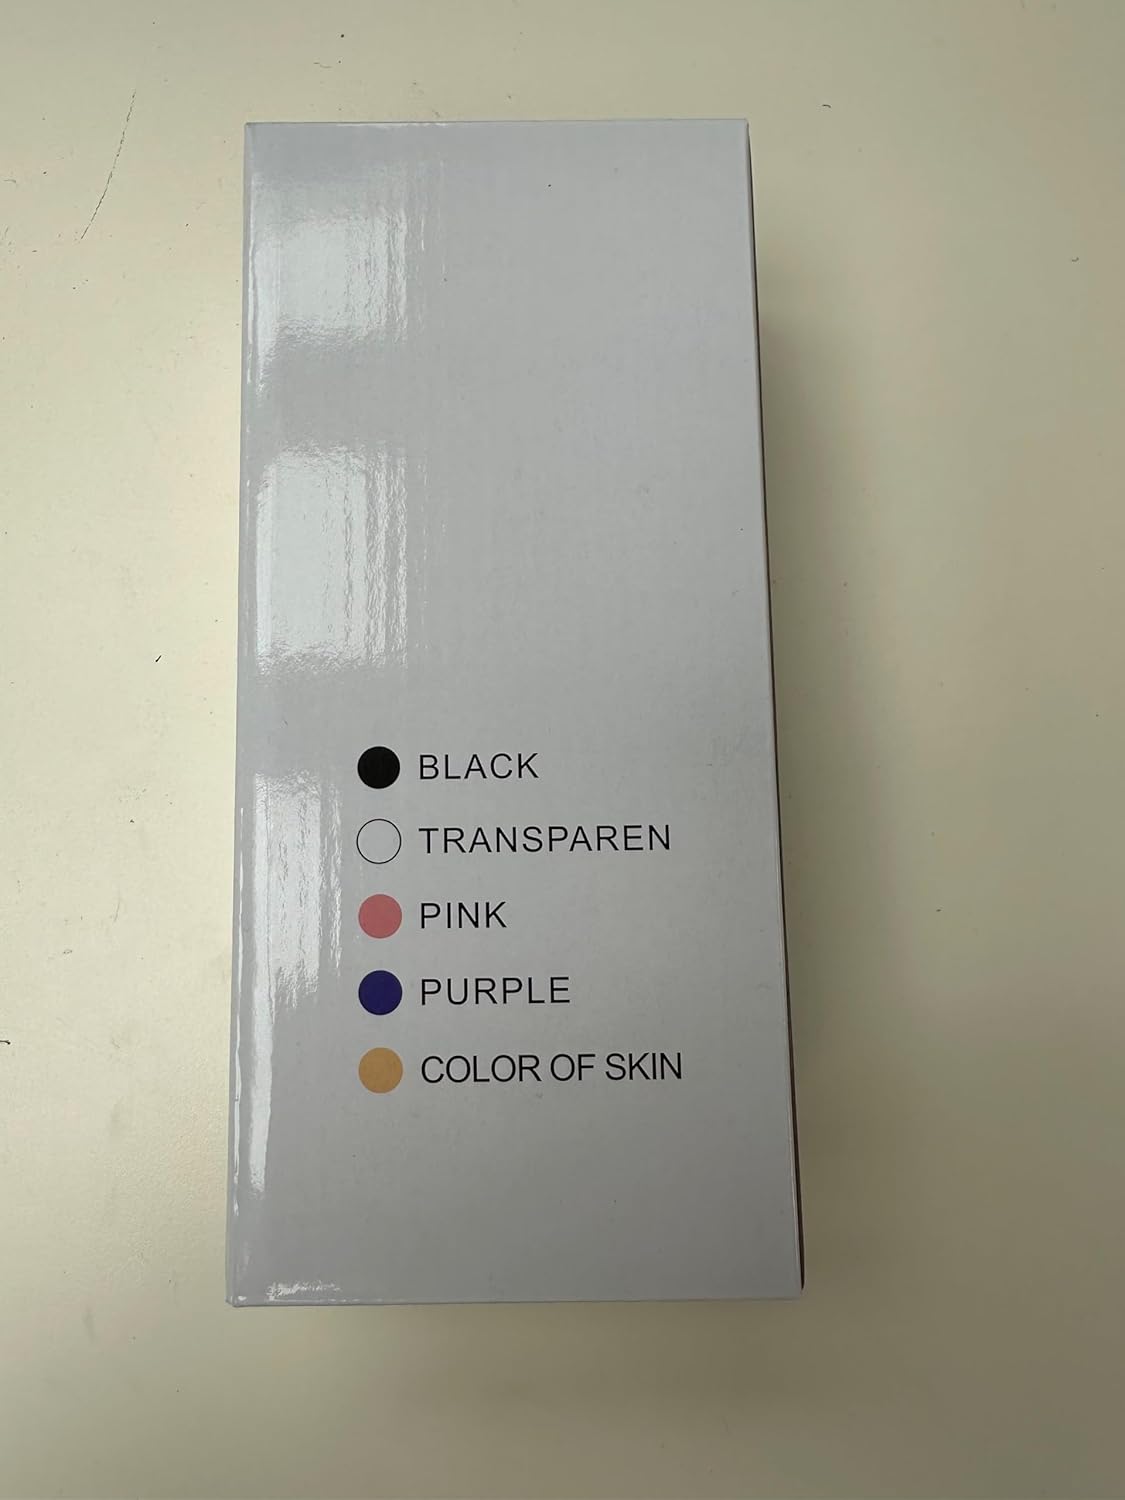 BLACK
TRANSPAREN
PINK
PURPLE
COLOR OF SKIN